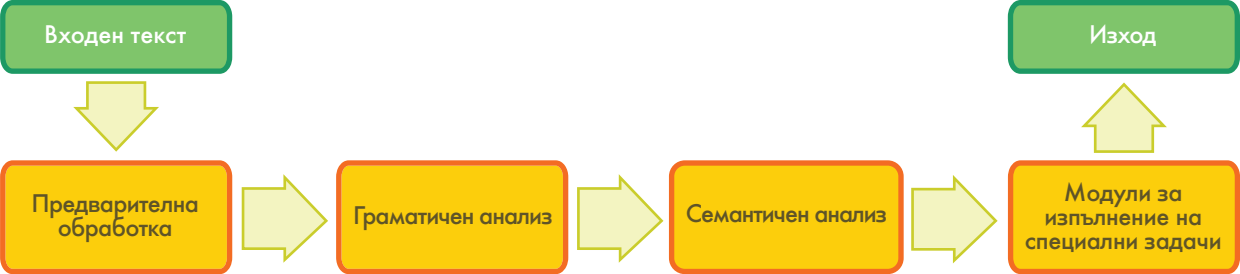 Входен текст
Изход
Предварителна
обработка
Граматичен анализ
Семантичен анализ
Модули за
изпълнение на
специални задачи